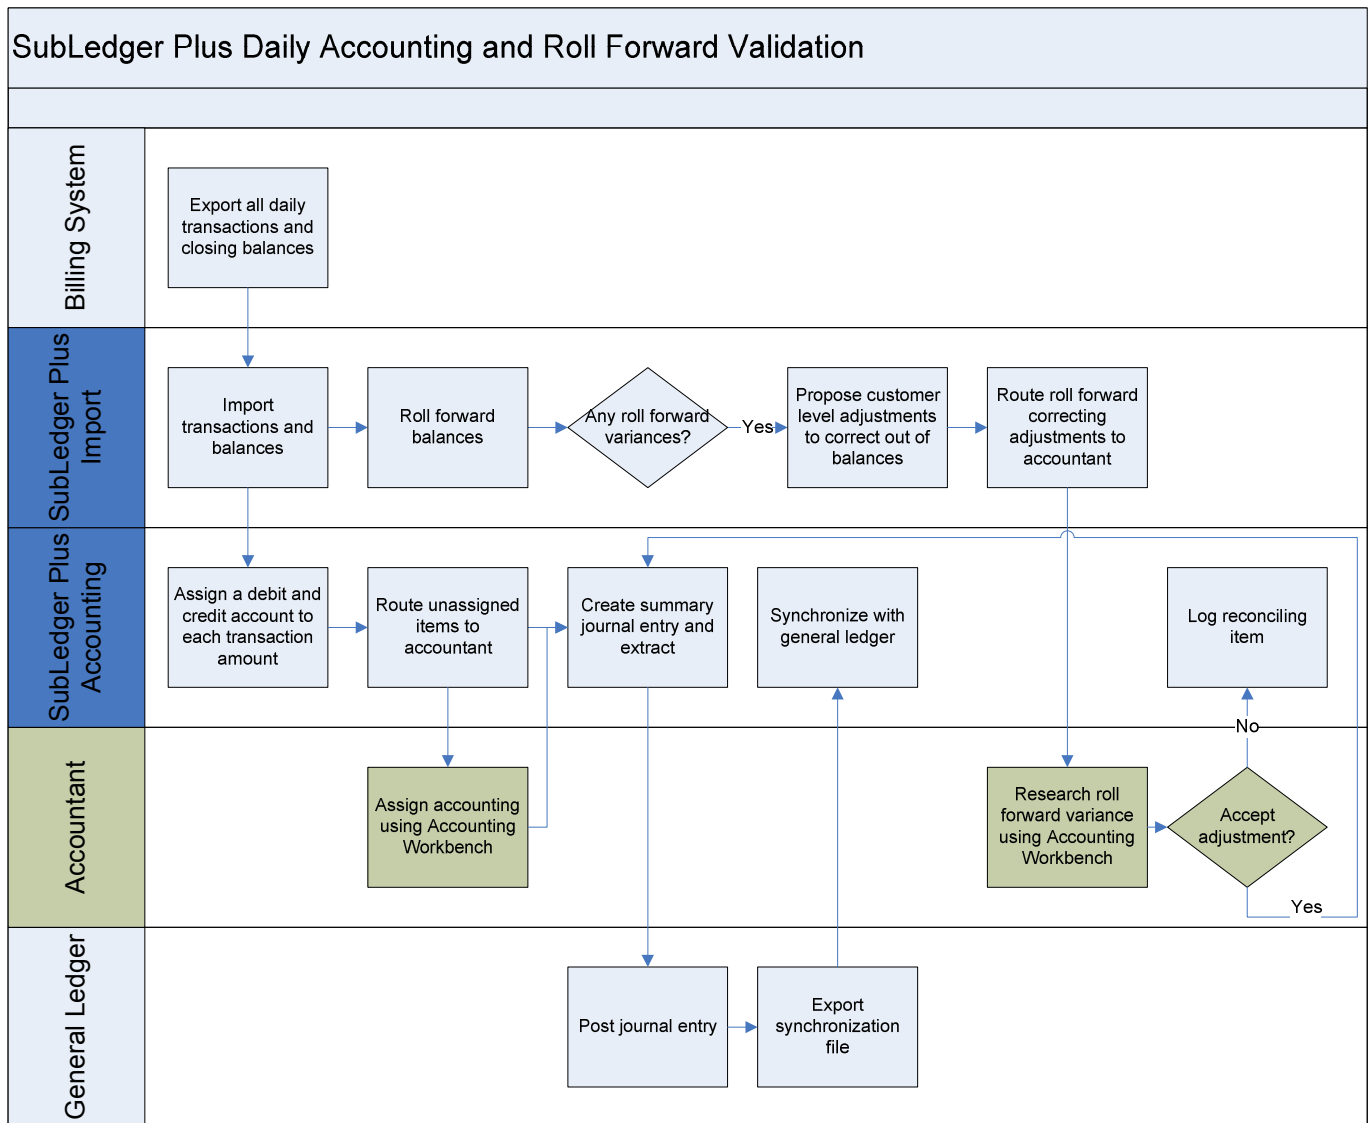 SubLedger Plus Daily Accounting and Roll Forward Validation
Billing System
Export all daily
transactions and
closing balances
SubLedger Plus
Import
Import
transactions and
balances
Roll forward
balances
Any roll forward
variances?
Yes
Propose customer
level adjustments
to correct out of
balances
Route roll forward
correcting
adjustments to
accountant
SubLedger Plus
Accounting
Assign a debit and
credit account to
each transaction
amount
Route unassigned
items to
accountant
Create summary
journal entry and
extract
Synchronize with
general ledger
Log reconciling
item
No
Accountant
Assign accounting
using Accounting
Workbench
Research roll
forward variance
using Accounting
Workbench
Accept
adjustment?
Yes
General Ledger
Post journal entry
Export
synchronization
file